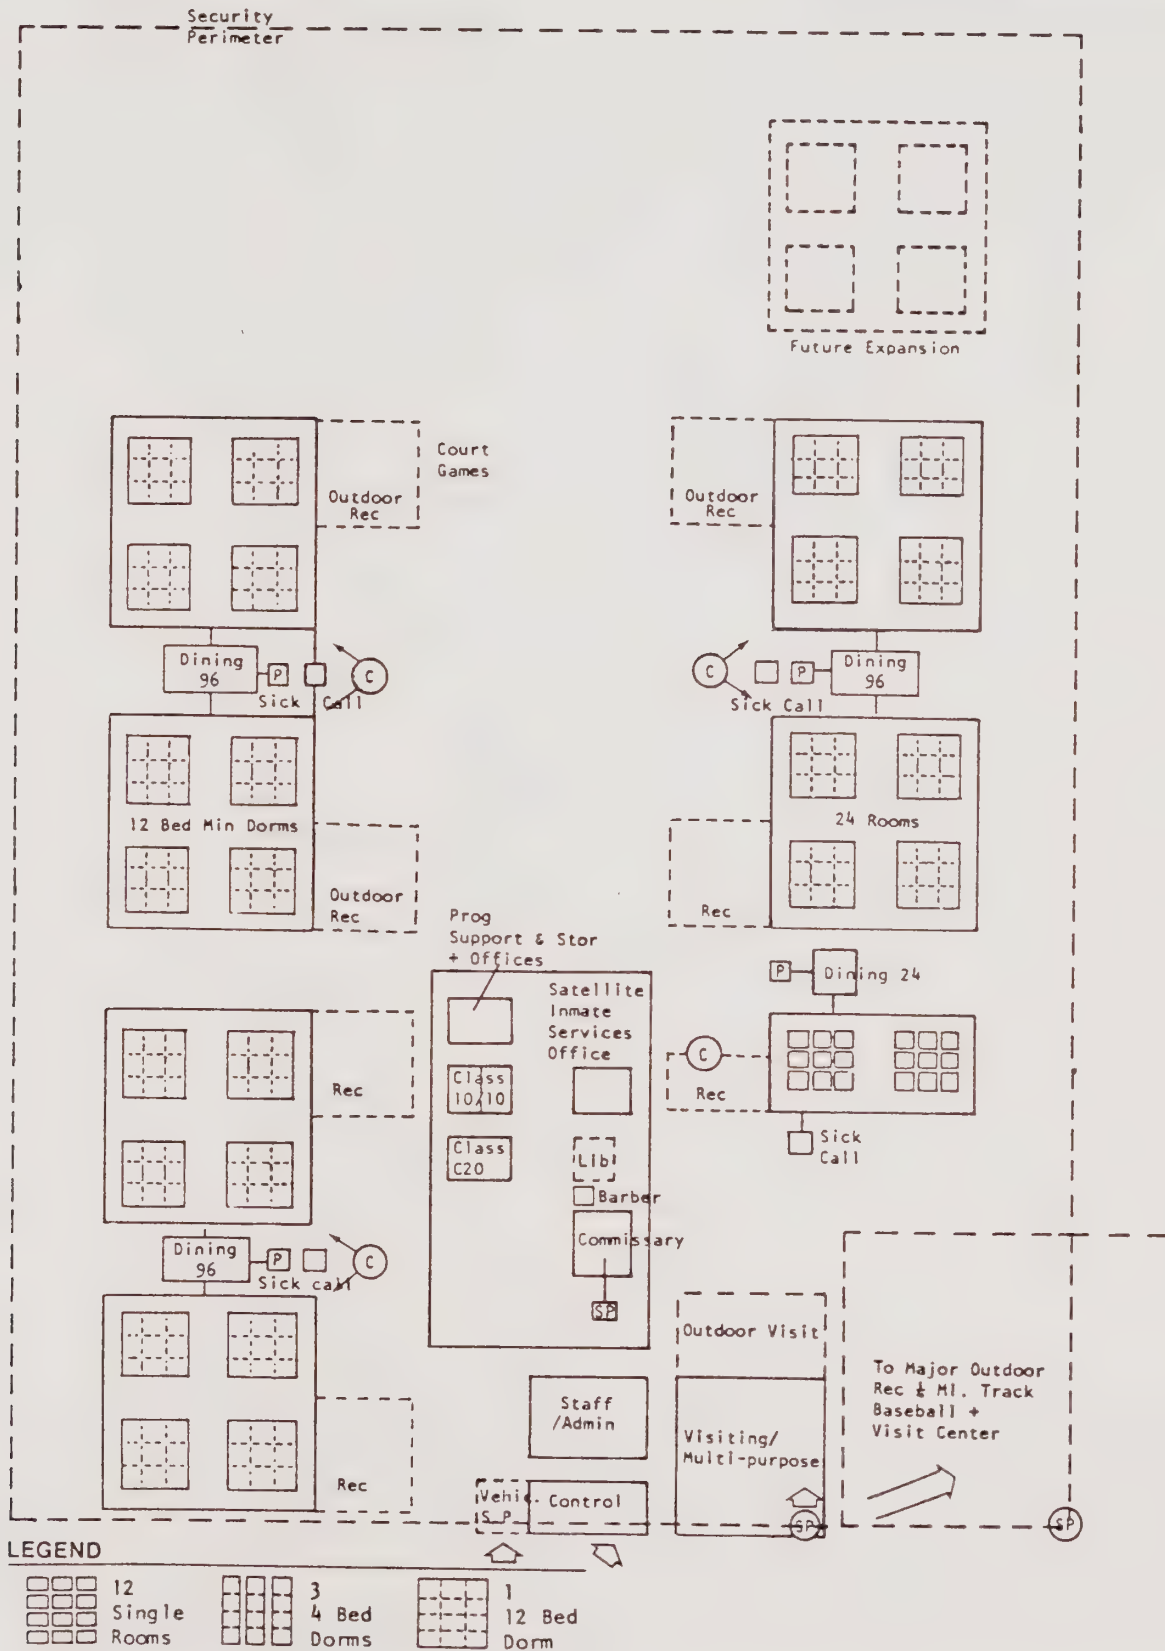 Security
Perimeter
Future Expansion
Court
Games
Outdoor
Rec
Outdoor
Rec
Dining
96
P
C
Sick Call
C
P
Dining
96
Sick Call
12 Bed Min Dorms
24 Rooms
Outdoor
Rec
Rec
Prog
Support & Stor
+ Offices
P
Dining 24
Satellite
Inmate
Services
Office
C
Rec
Rec
Class
10/10
Class
C20
Lib
Sick
Call
Barber
Commissary
Dining
96
P
C
Sick call
SP
Outdoor Visit
To Major Outdoor
Rec ¼ Mi. Track
Baseball +
Visit Center
Staff
/Admin
Visiting/
Multi-purpose
Rec
Vehic.
S.P.
Control
SP
SP
LEGEND
12
Single
Rooms
3
4 Bed
Dorms
1
12 Bed
Dorm